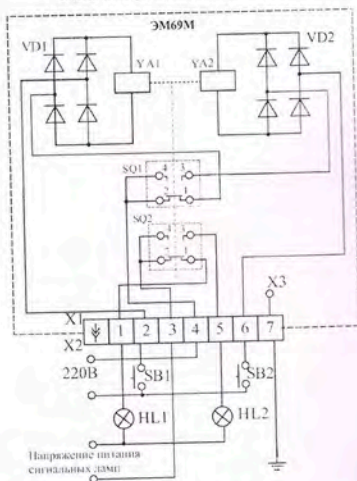 ЭМ69М
VD1
VD2
YA1
YA2
SQ1
4 3
2 1
SQ2
4 3
2 1
X3
X1
1 2 3 4 5 6 7
X2
220В
SB1
SB2
HL1
HL2
Напряжение питания
сигнальных ламп